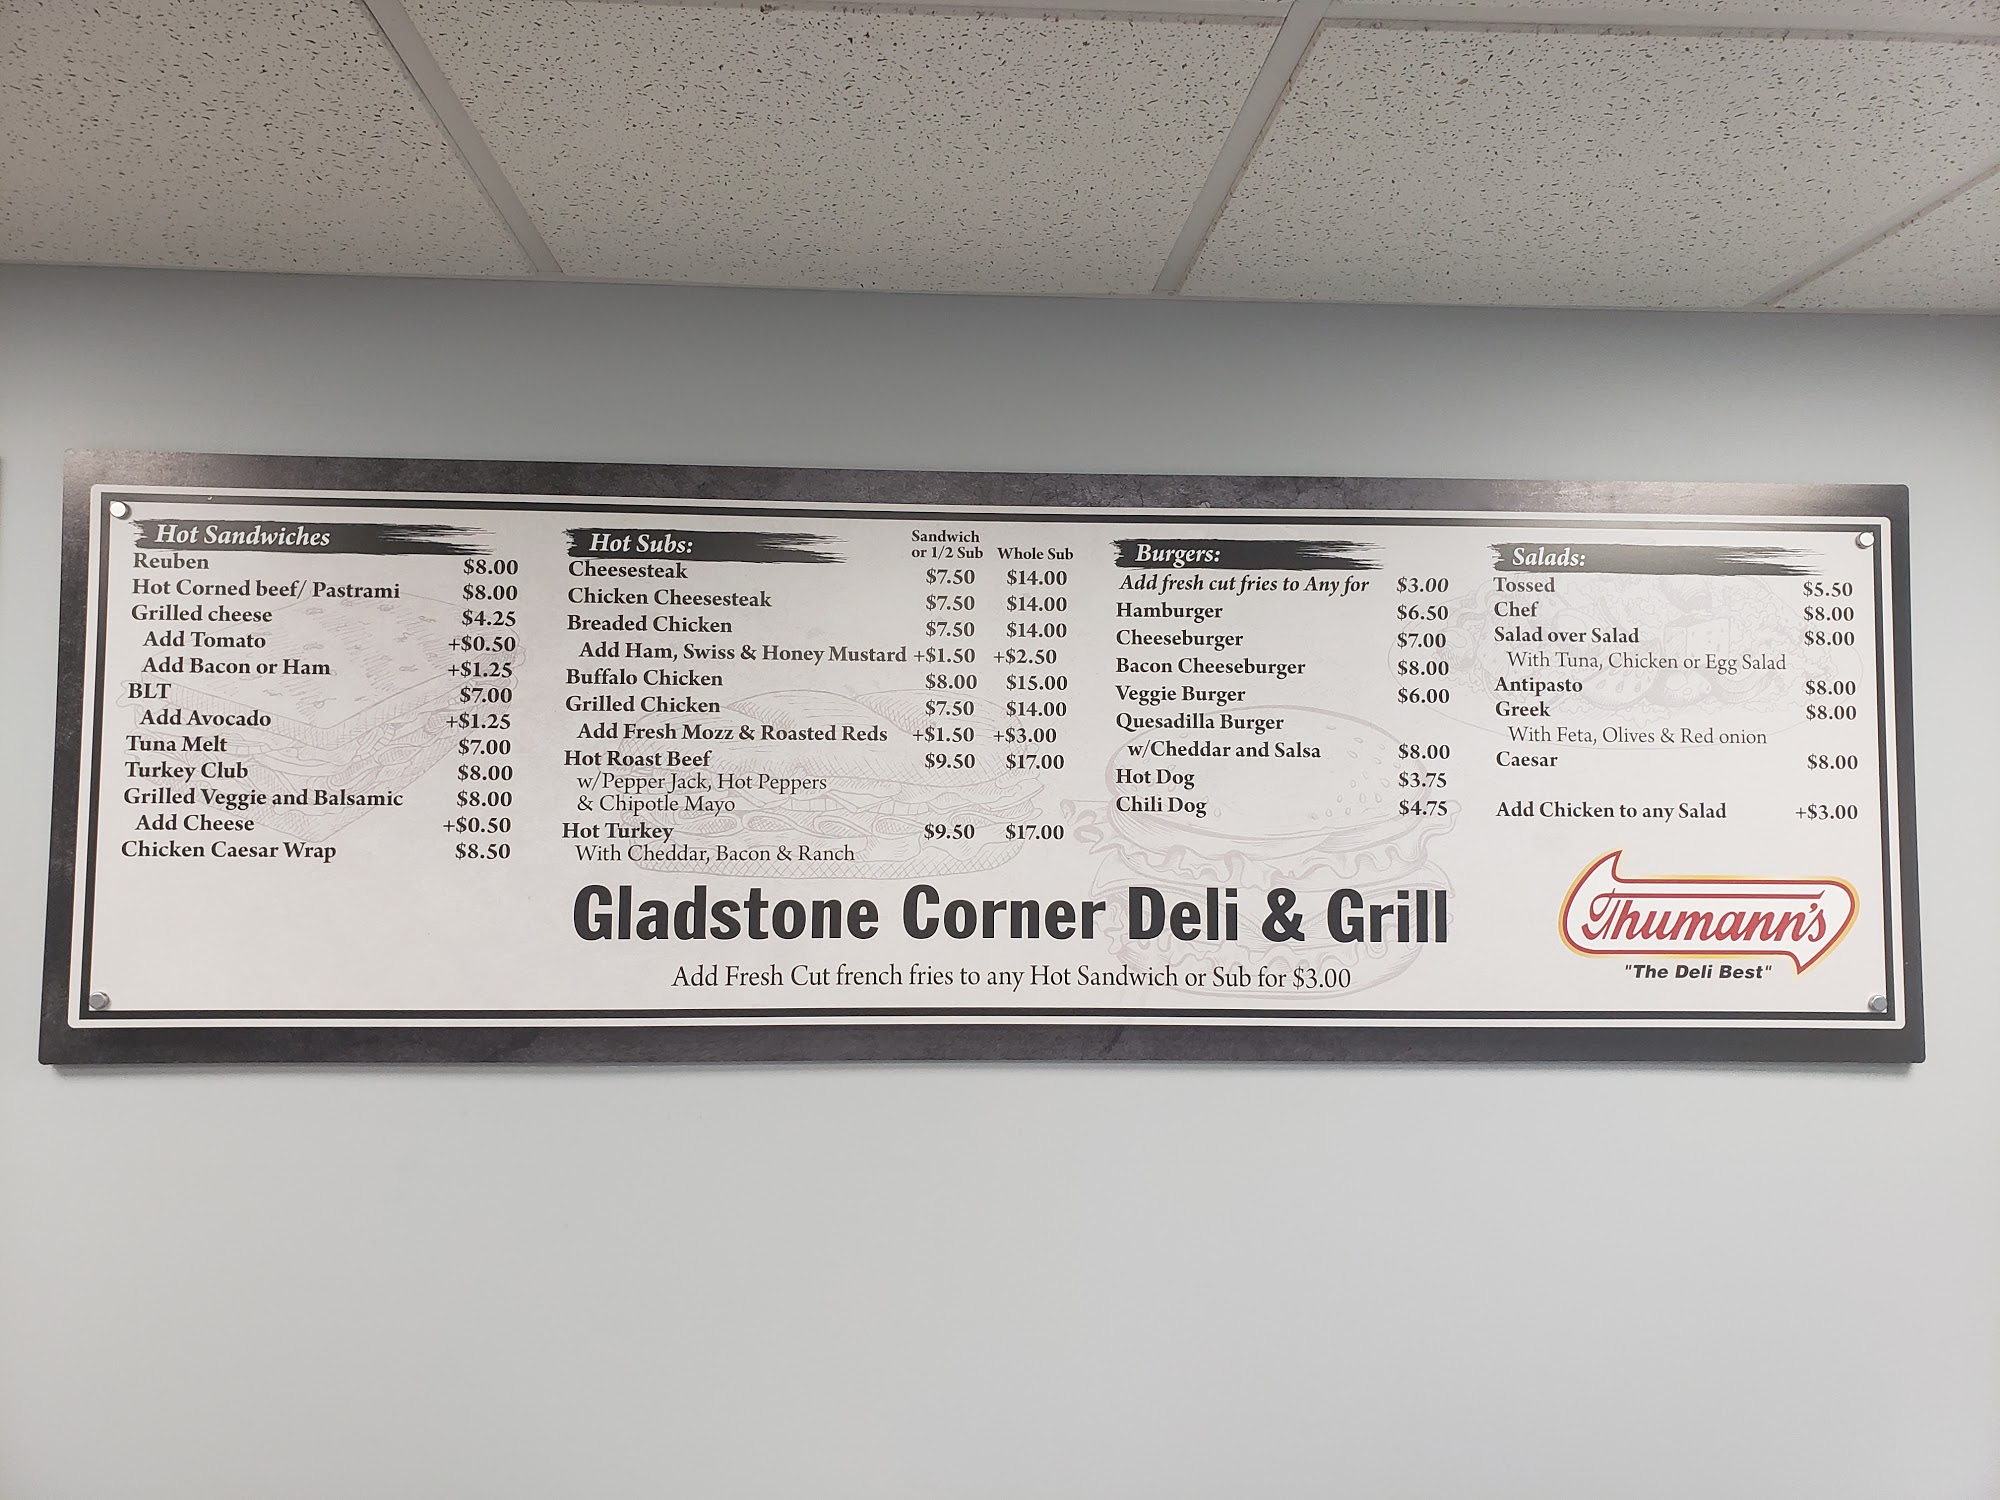 Hot Sandwiches
Reuben $8.00
Hot Corned beef/ Pastrami $8.00
Grilled cheese $4.25
Add Tomato +$0.50
Add Bacon or Ham +$1.25
BLT $7.00
Add Avocado +$1.25
Tuna Melt $7.00
Turkey Club $8.00
Grilled Veggie and Balsamic $8.00
Add Cheese +$0.50
Chicken Caesar Wrap $8.50
Hot Subs:
Sandwich
or 1/2 Sub Whole Sub
Cheesesteak $7.50 $14.00
Chicken Cheesesteak $7.50 $14.00
Breaded Chicken $7.50 $14.00
Add Ham, Swiss & Honey Mustard +$1.50 +$2.50
Buffalo Chicken $8.00 $15.00
Grilled Chicken $7.50 $14.00
Add Fresh Mozz & Roasted Reds +$1.50 +$3.00
Hot Roast Beef $9.50 $17.00
w/Pepper Jack, Hot Peppers
& Chipotle Mayo
Hot Turkey $9.50 $17.00
With Cheddar, Bacon & Ranch
Burgers:
Add fresh cut fries to Any for $3.00
Hamburger $6.50
Cheeseburger $7.00
Bacon Cheeseburger $8.00
Veggie Burger $6.00
Quesadilla Burger
w/Cheddar and Salsa $8.00
Hot Dog $3.75
Chili Dog $4.75
Salads:
Tossed $5.50
Chef $8.00
Salad over Salad $8.00
With Tuna, Chicken or Egg Salad
Antipasto $8.00
Greek $8.00
With Feta, Olives & Red onion
Caesar $8.00
Add Chicken to any Salad +$3.00
Gladstone Corner Deli & Grill
Add Fresh Cut french fries to any Hot Sandwich or Sub for $3.00
Thumann's
"The Deli Best"